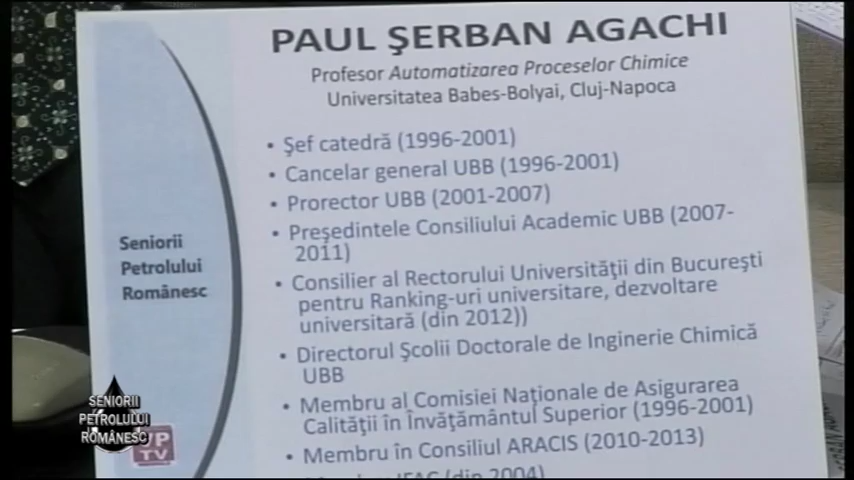 PAUL ŞERBAN AGACHI
Profesor Automatizarea Proceselor Chimice
Universitatea Babes-Bolyai, Cluj-Napoca
• Şef catedră (1996-2001)
• Cancelar general UBB (1996-2001)
• Prorector UBB (2001-2007)
• Preşedintele Consiliului Academic UBB (2007-
2011)
• Consilier al Rectorului Universităţii din Bucureşti
pentru Ranking-uri universitare, dezvoltare
universitară (din 2012))
• Directorul Şcolii Doctorale de Inginerie Chimică
UBB
• Membru al Comisiei Naţionale de Asigurarea
Calităţii în Învăţământul Superior (1996-2001)
• Membru în Consiliul ARACIS (2010-2013)
(din 2004)
Seniorii
Petrolului
Românesc
SENIORII
PETROLULUI
ROMÂNESC
TV